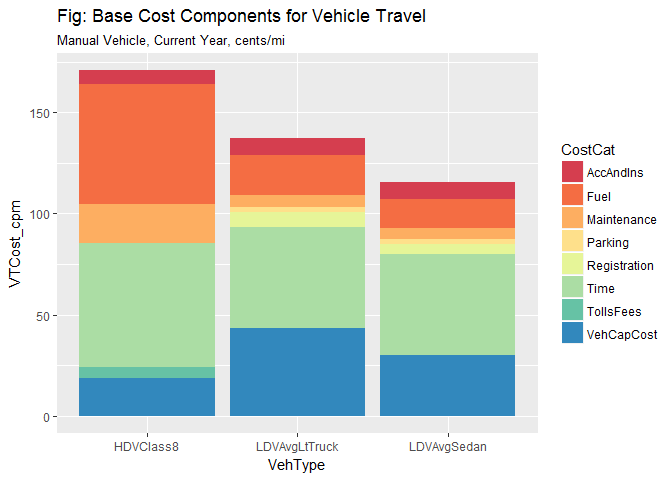 Fig: Base Cost Components for Vehicle Travel
Manual Vehicle, Current Year, cents/mi
VTCost_cpm
150
100
50
0
HDVClass8 LDVAvgLtTruck LDVAvgSedan
VehType
CostCat
AccAndIns
Fuel
Maintenance
Parking
Registration
Time
TollsFees
VehCapCost